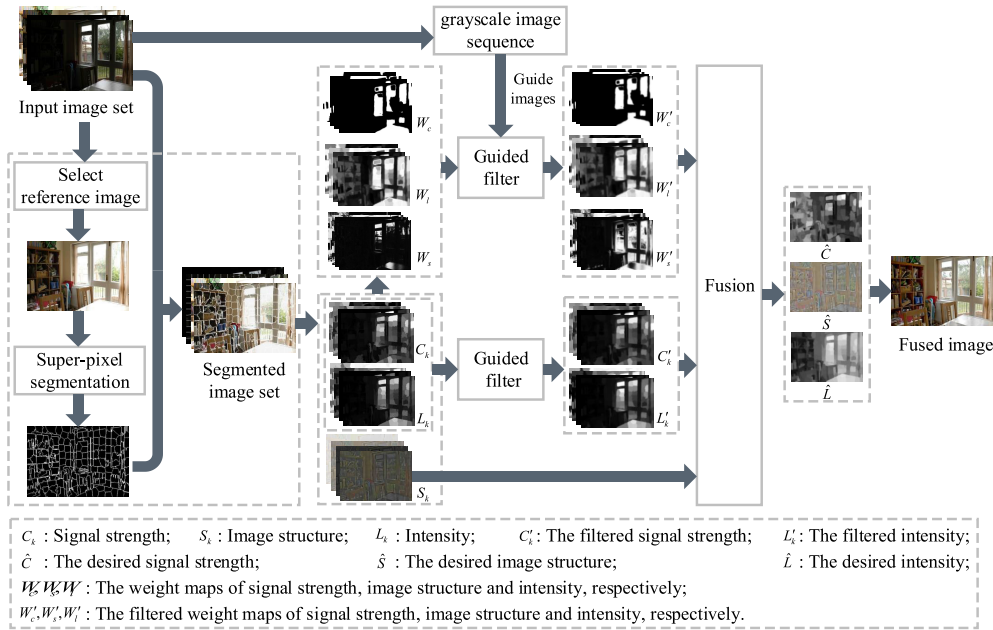 grayscale image
sequence
Input image set
Guide
images
W_c
W'_c
Select
reference image
Guided
filter
W_l
W'_l
W_s
W'_s
Ĉ
Fusion
Ŝ
Super-pixel
segmentation
Segmented
image set
C_k
Guided
filter
C'_k
Fused image
L_k
L'_k
L̂
S_k
C_k : Signal strength; S_k : Image structure; L_k : Intensity; C'_k : The filtered signal strength; L'_k : The filtered intensity;
Ĉ : The desired signal strength; Ŝ : The desired image structure; L̂ : The desired intensity;
: The weight maps of signal strength, image structure and intensity, respectively;
W'_c,W'_s,W'_l : The filtered weight maps of signal strength, image structure and intensity, respectively.